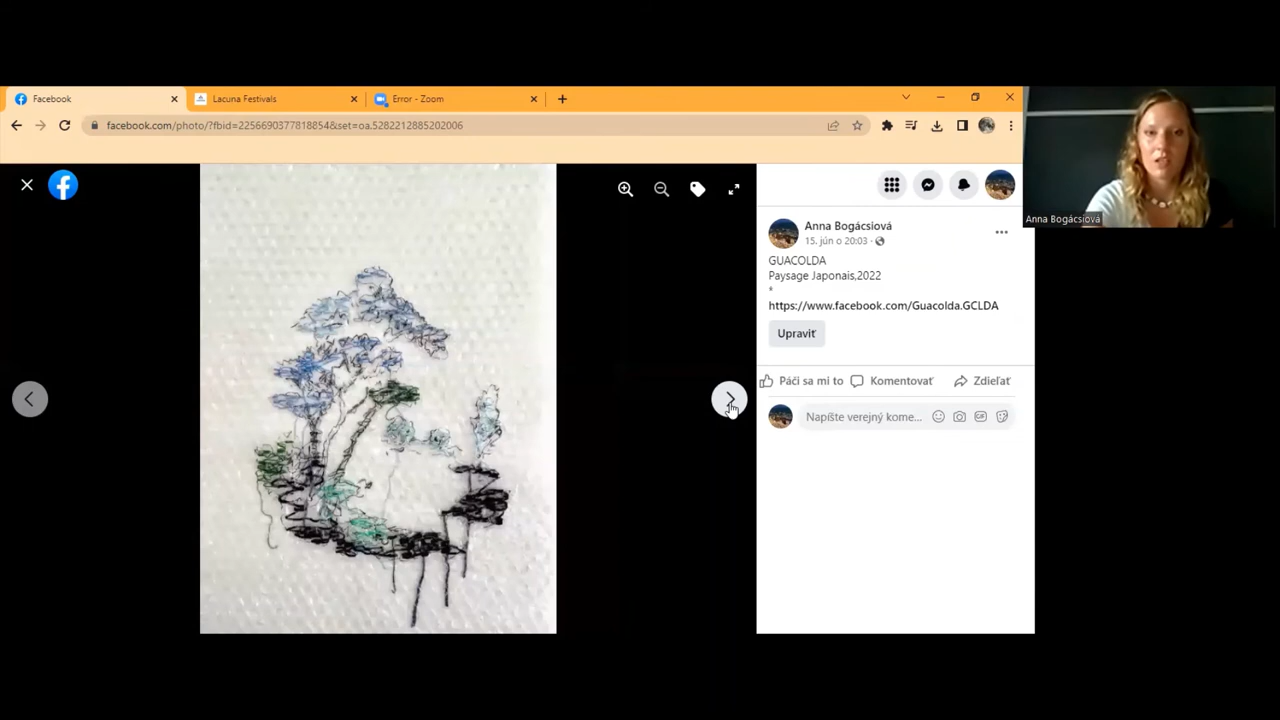 Facebook
Lacuna Festivals
Error - Zoom
facebook.com/photo/?fbid=2256690377818854&set=oa.5282212885202006
Anna Bogácsiová
Anna Bogácsiová
15. jún o 20:03 ·
GUACOLDA
Paysage Japonais,2022
*
https://www.facebook.com/Guacolda.GCLDA
Upraviť
Páči sa mi to Komentovať Zdieľať
Napíšte verejný kome...
GIF